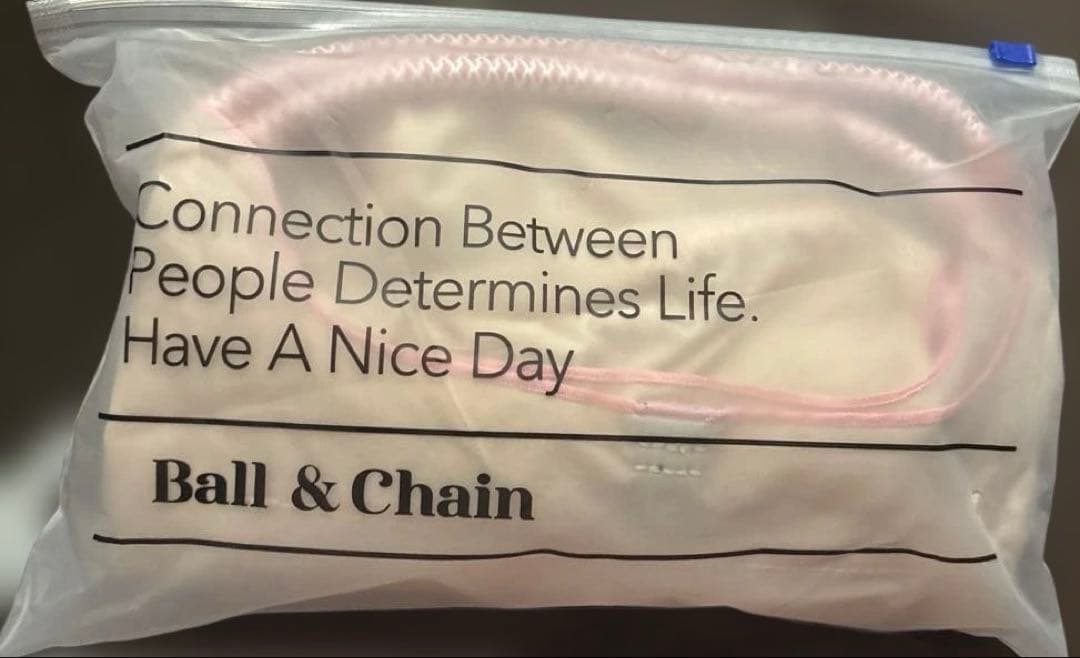 Connection Between
People Determines Life.
Have A Nice Day
Ball & Chain